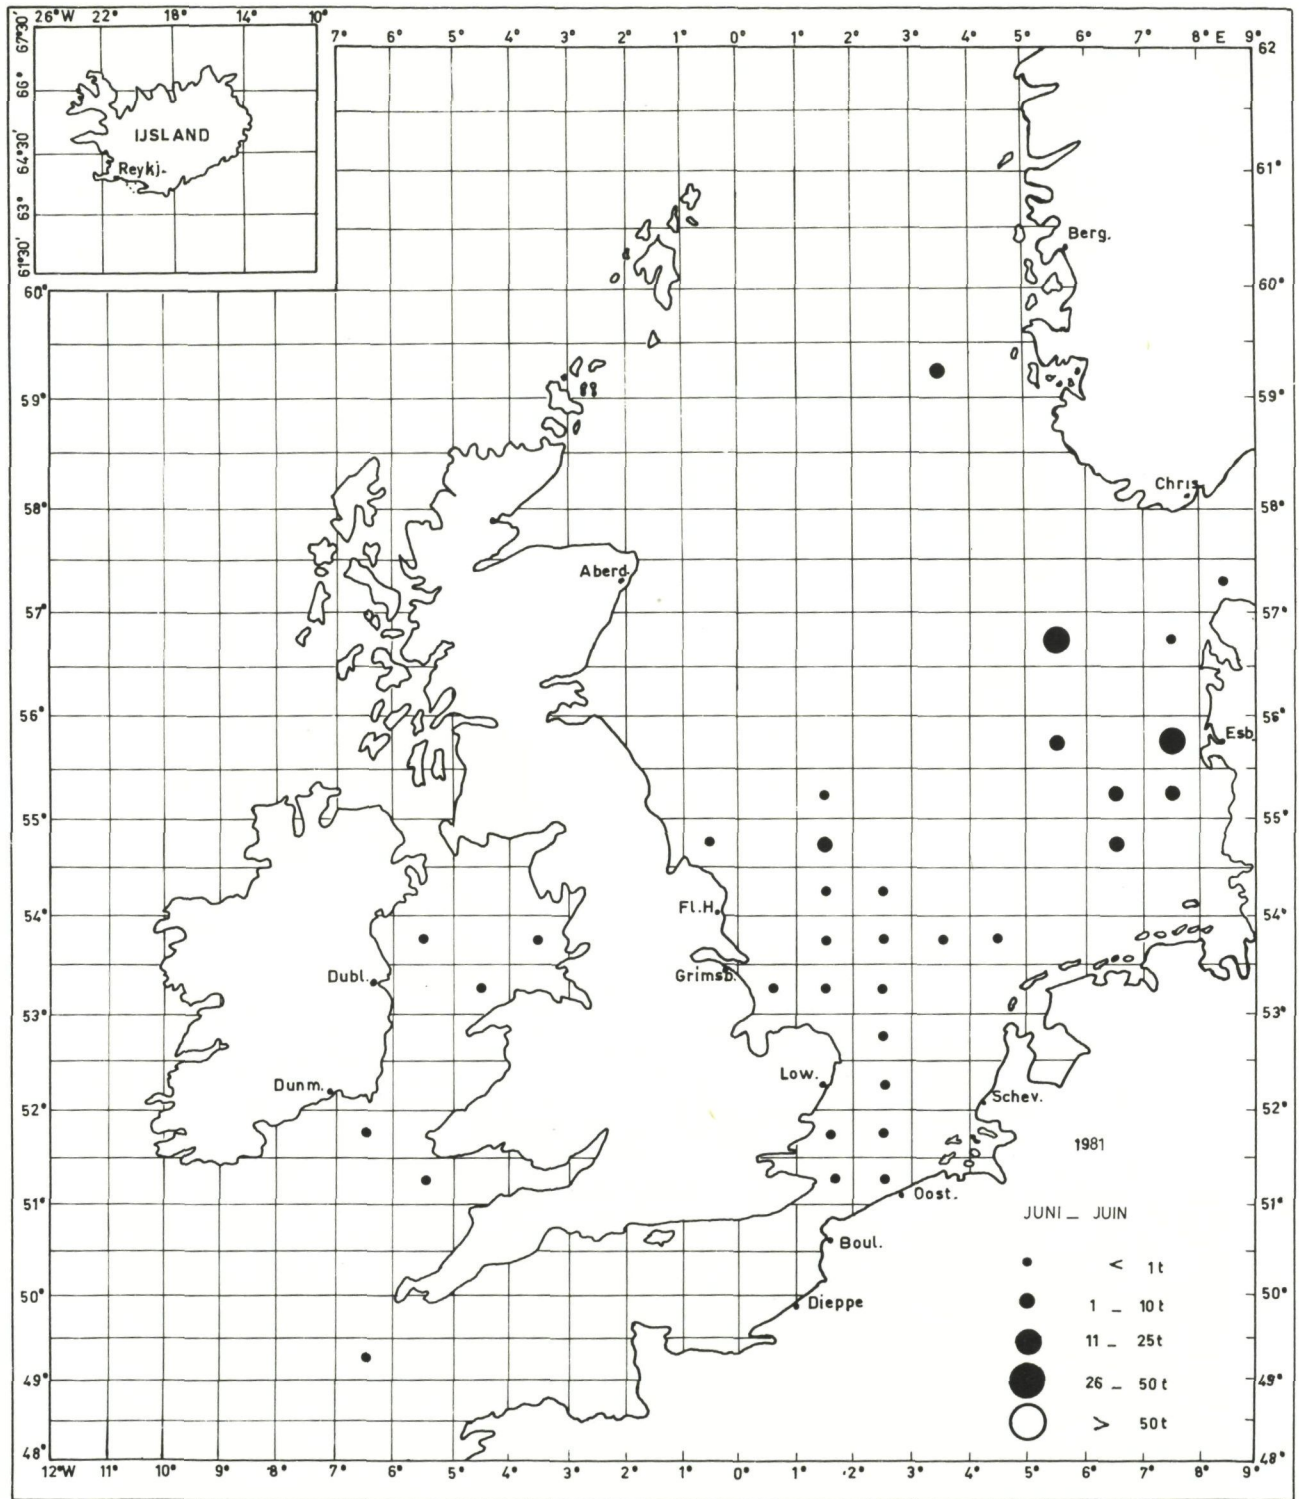 26°W 22° 18° 14° 10°
67°30'
66°
64°30'
63°
61°30'
IJSLAND
Reykj.
7° 6° 5° 4° 3° 2° 1° 0° 1° 2° 3° 4° 5° 6° 7° 8° E 9°
62
61°
60° 60°
59° 59°
58° 58°
57° 57°
56° 56°
55° 55°
54° 54°
53° 53°
52° 52°
51° 51°
50° 50°
49° 49°
48° 48°
Berg.
Chris
Aberd.
Esb
Fl.H.
Grimsb.
Dubl.
Dunm.
Low.
Schev.
Oost.
Boul.
Dieppe
1981
JUNI _ JUIN
< 1t
1 _ 10t
11 _ 25t
26 _ 50t
> 50t
12°W 11° 10° 9° 8° 7° 6° 5° 4° 3° 2° 1° 0° 1° 2° 3° 4° 5° 6° 7° 8° 9°